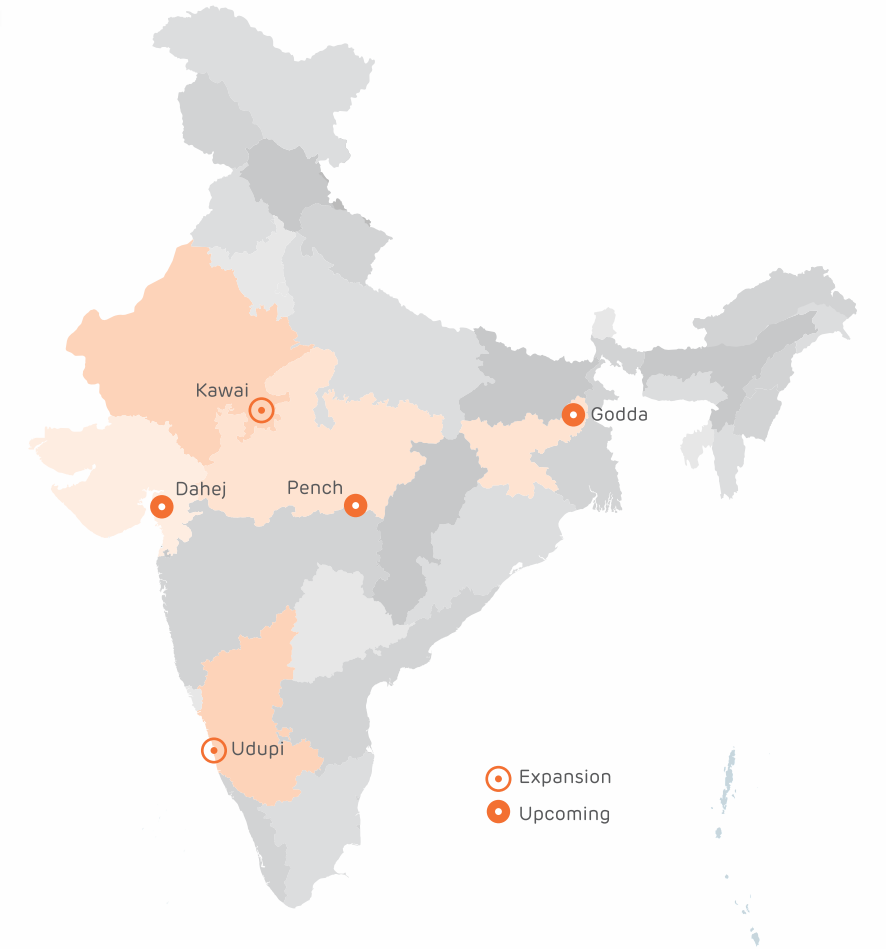 Kawai
Godda
Dahej
Pench
Udupi
Expansion
Upcoming